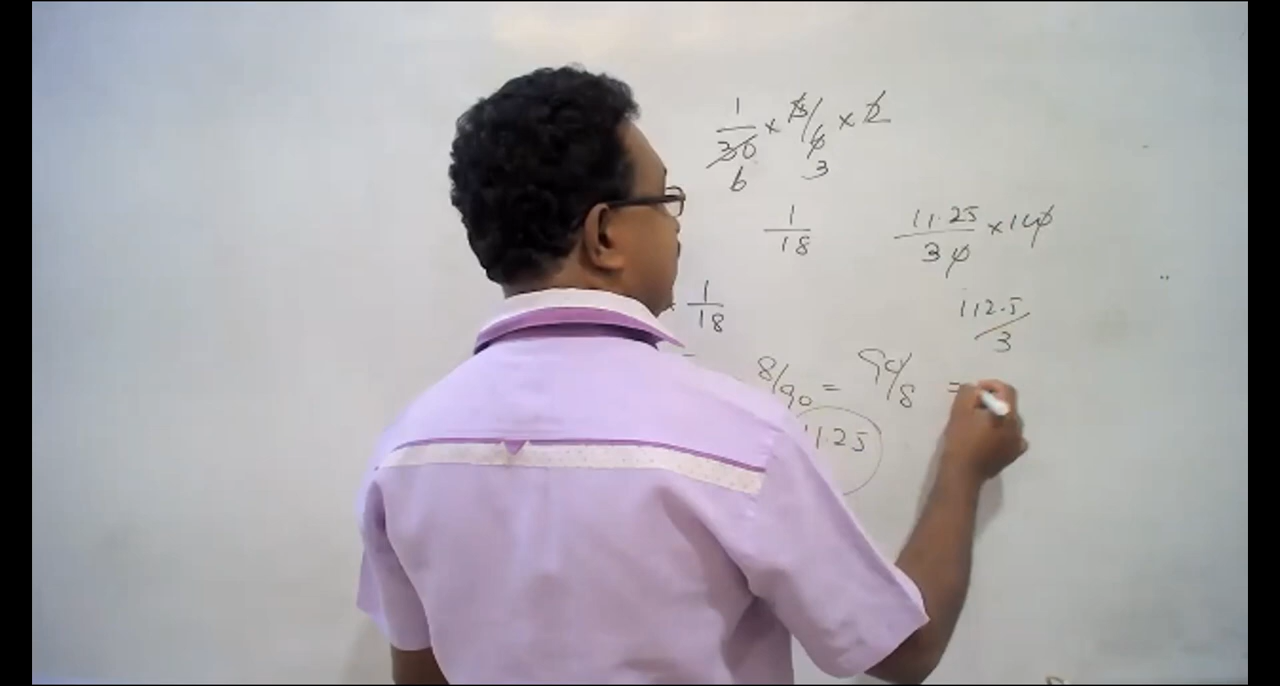 1/30 × 15/6 × 2
6 3
1/18
11.25/30 × 100
1/18
112.5/3
8/90 = 90/8 =
11.25